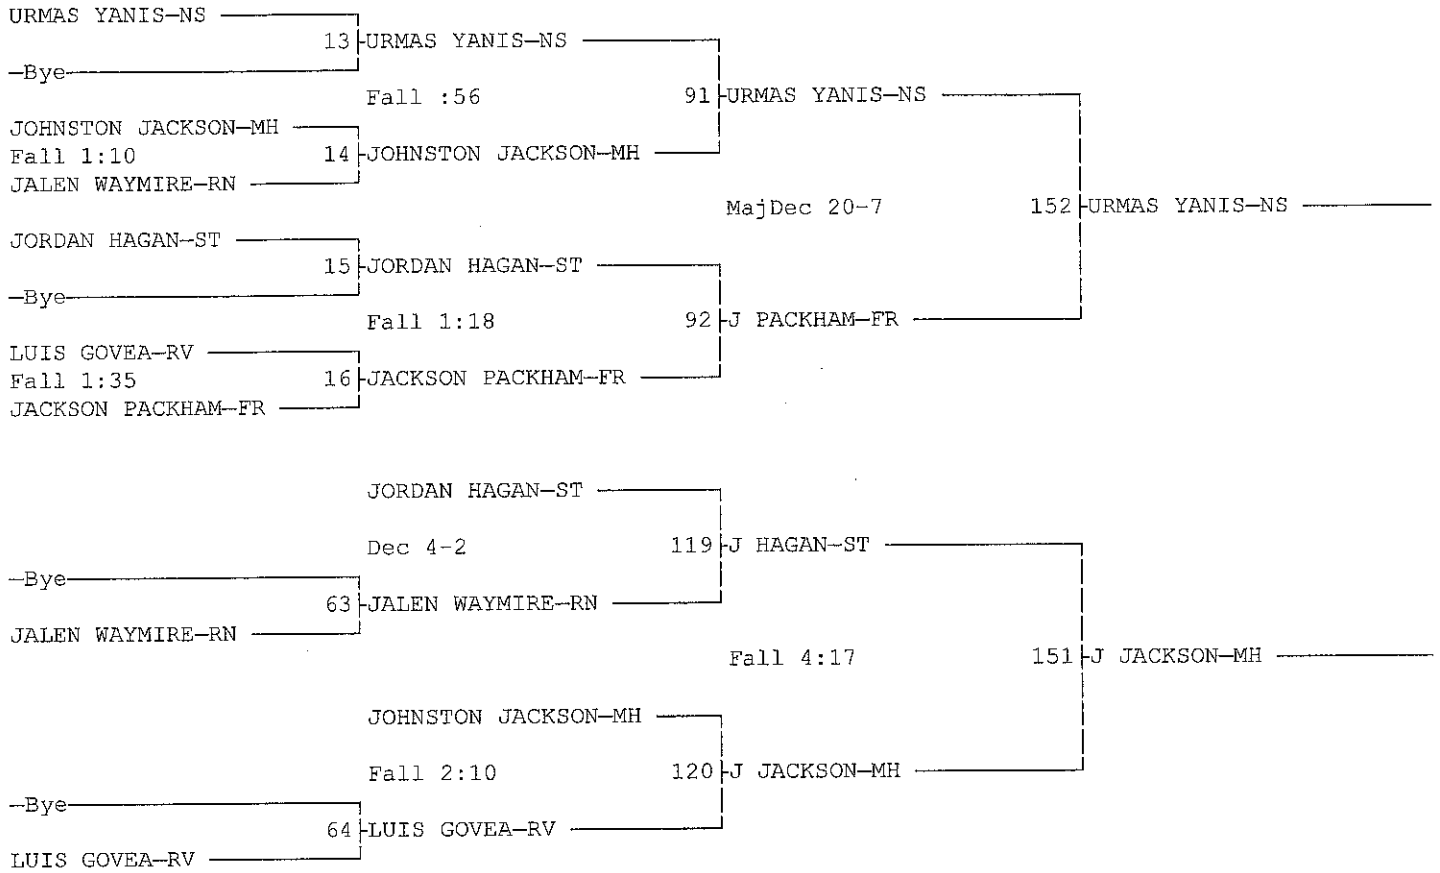 URMAS YANIS—NS
13 URMAS YANIS—NS
—Bye
Fall :56
91 URMAS YANIS—NS
JOHNSTON JACKSON—MH
Fall 1:10
14 JOHNSTON JACKSON—MH
JALEN WAYMIRE—RN
MajDec 20-7
152 URMAS YANIS—NS
JORDAN HAGAN—ST
15 JORDAN HAGAN—ST
—Bye
Fall 1:18
92 J PACKHAM—FR
LUIS GOVEA—RV
Fall 1:35
16 JACKSON PACKHAM—FR
JACKSON PACKHAM—FR
JORDAN HAGAN—ST
Dec 4-2
119 J HAGAN—ST
—Bye
63 JALEN WAYMIRE—RN
JALEN WAYMIRE—RN
Fall 4:17
151 J JACKSON—MH
JOHNSTON JACKSON—MH
Fall 2:10
120 J JACKSON—MH
—Bye
64 LUIS GOVEA—RV
LUIS GOVEA—RV